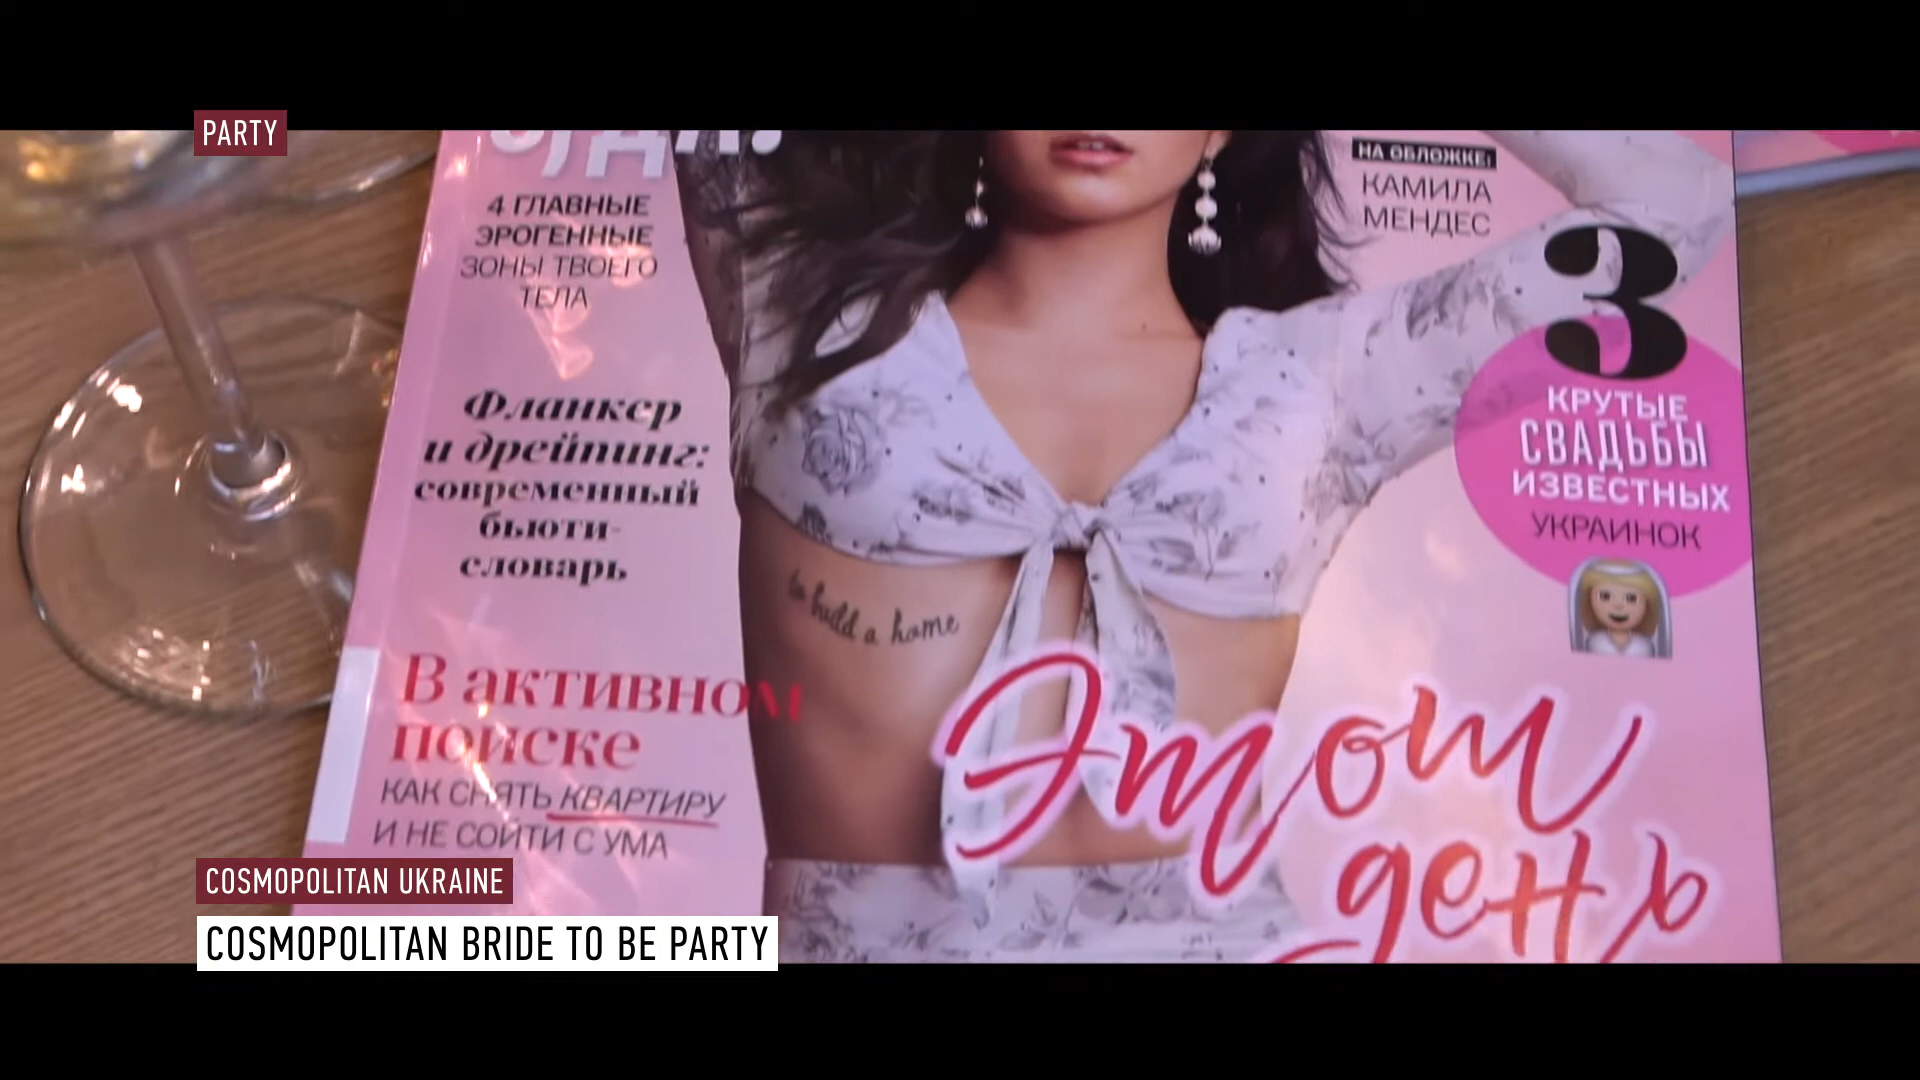 PARTY
4 ГЛАВНЫЕ
ЭРОГЕННЫЕ
ЗОНЫ ТВОЕГО
ТЕЛА
Фланкер
и дрейпинг:
современный
бьюти-
словарь
В активном
поиске
КАК СНЯТЬ КВАРТИРУ
И НЕ СОЙТИ С УМА
НА ОБЛОЖКЕ:
КАМИЛА
МЕНДЕС
3
КРУТЫЕ
СВАДЬБЫ
ИЗВЕСТНЫХ
УКРАИНОК
to build a home
Этот
день
COSMOPOLITAN UKRAINE
COSMOPOLITAN BRIDE TO BE PARTY